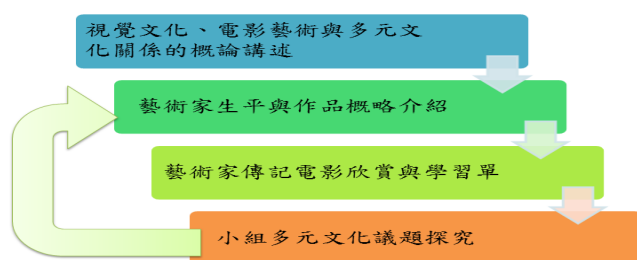 視覺文化、電影藝術與多元文
化關係的概論講述
藝術家生平與作品概略介紹
藝術家傳記電影欣賞與學習單
小組多元文化議題探究